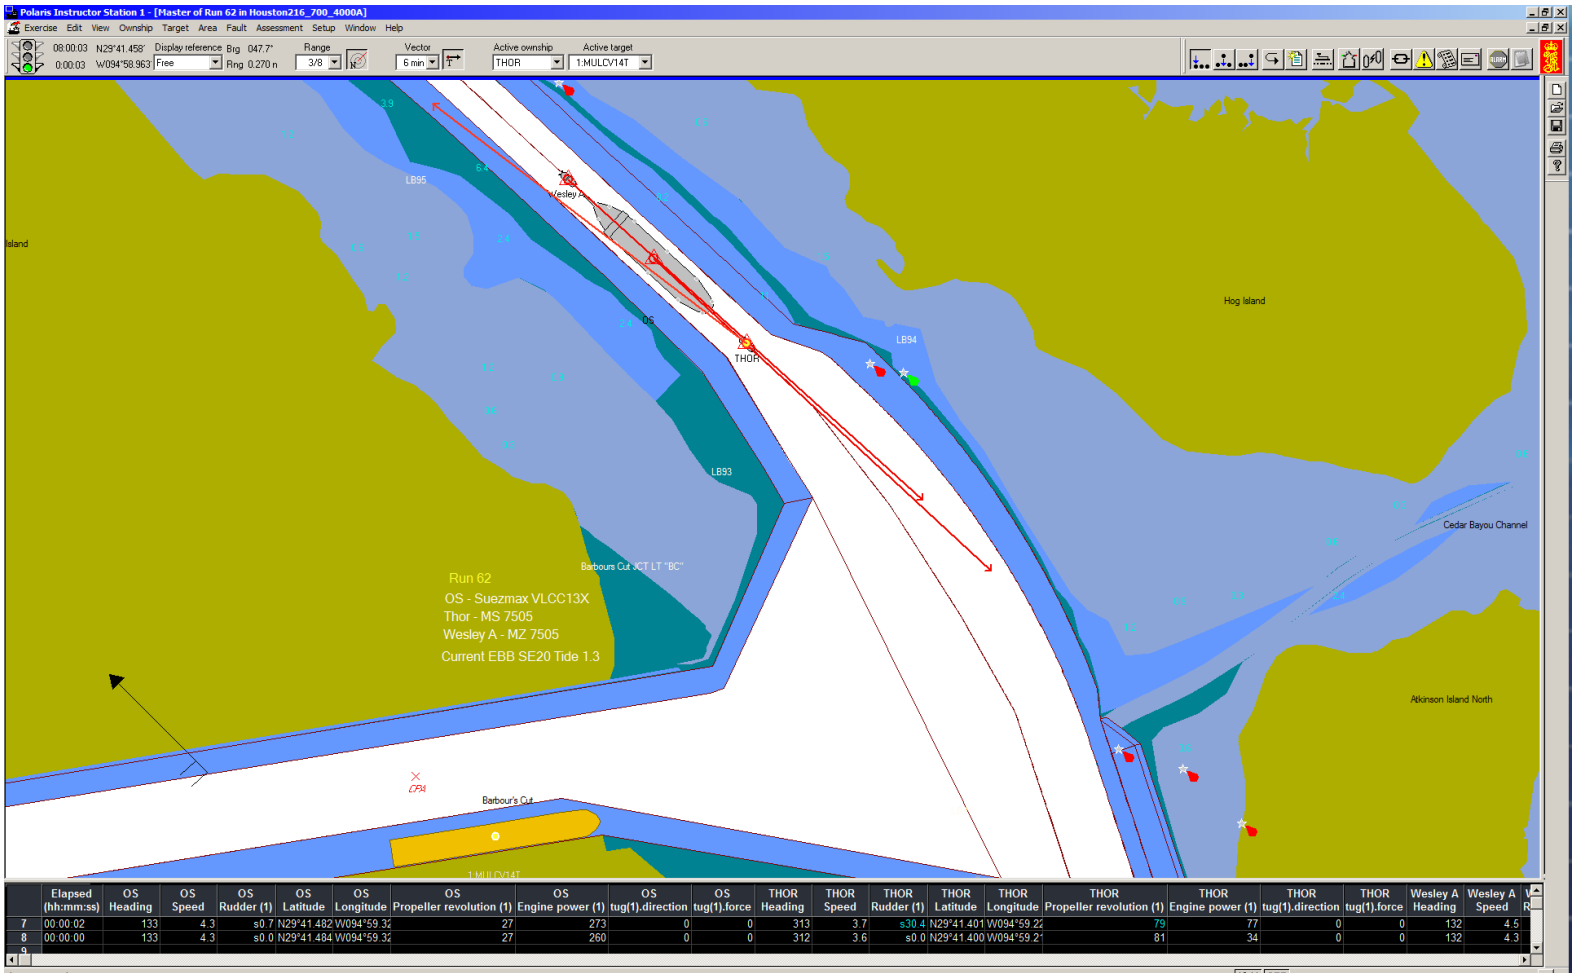 Polaris Instructor Station 1 - [Master of Run 62 in Houston216_700_4000A]
Exercise Edit View Ownship Target Area Fault Assessment Setup Window Help
08:00:03 N29°41.458' Display reference Brg 047.7° Range Vector Active ownship Active target
0:00:03 W094°58.963' Free Rng 0.270 n 3/8 6 min THOR 1:MULCV14T
3.9
6.4
LB95
Wesley A
Island
2.4
Hog Island
OS
2.4
LB94
THOR
LB93
Cedar Bayou Channel
Barbours Cut JCT LT "BC"
Run 62
OS - Suezmax VLCC13X
Thor - MS 7505
Wesley A - MZ 7505
Current EBB SE20 Tide 1.3
Atkinson Island North
CPA
Barbour's Cut
1:MULCV14T
Elapsed (hh:mm:ss) OS Heading OS Speed OS Rudder (1) OS Latitude OS Longitude OS Propeller revolution (1) OS Engine power (1) OS tug(1).direction OS tug(1).force THOR Heading THOR Speed THOR Rudder (1) THOR Latitude THOR Longitude THOR Propeller revolution (1) THOR Engine power (1) THOR tug(1).direction THOR tug(1).force Wesley A Heading Wesley A Speed
7 00:00:02 133 4.3 s0.7 N29°41.482 W094°59.32 27 273 0 0 313 3.7 s30.4 N29°41.401 W094°59.22 79 77 0 0 132 4.5
8 00:00:00 133 4.3 s0.0 N29°41.484 W094°59.32 27 260 0 0 312 3.6 s0.0 N29°41.400 W094°59.21 81 34 0 0 132 4.3
9